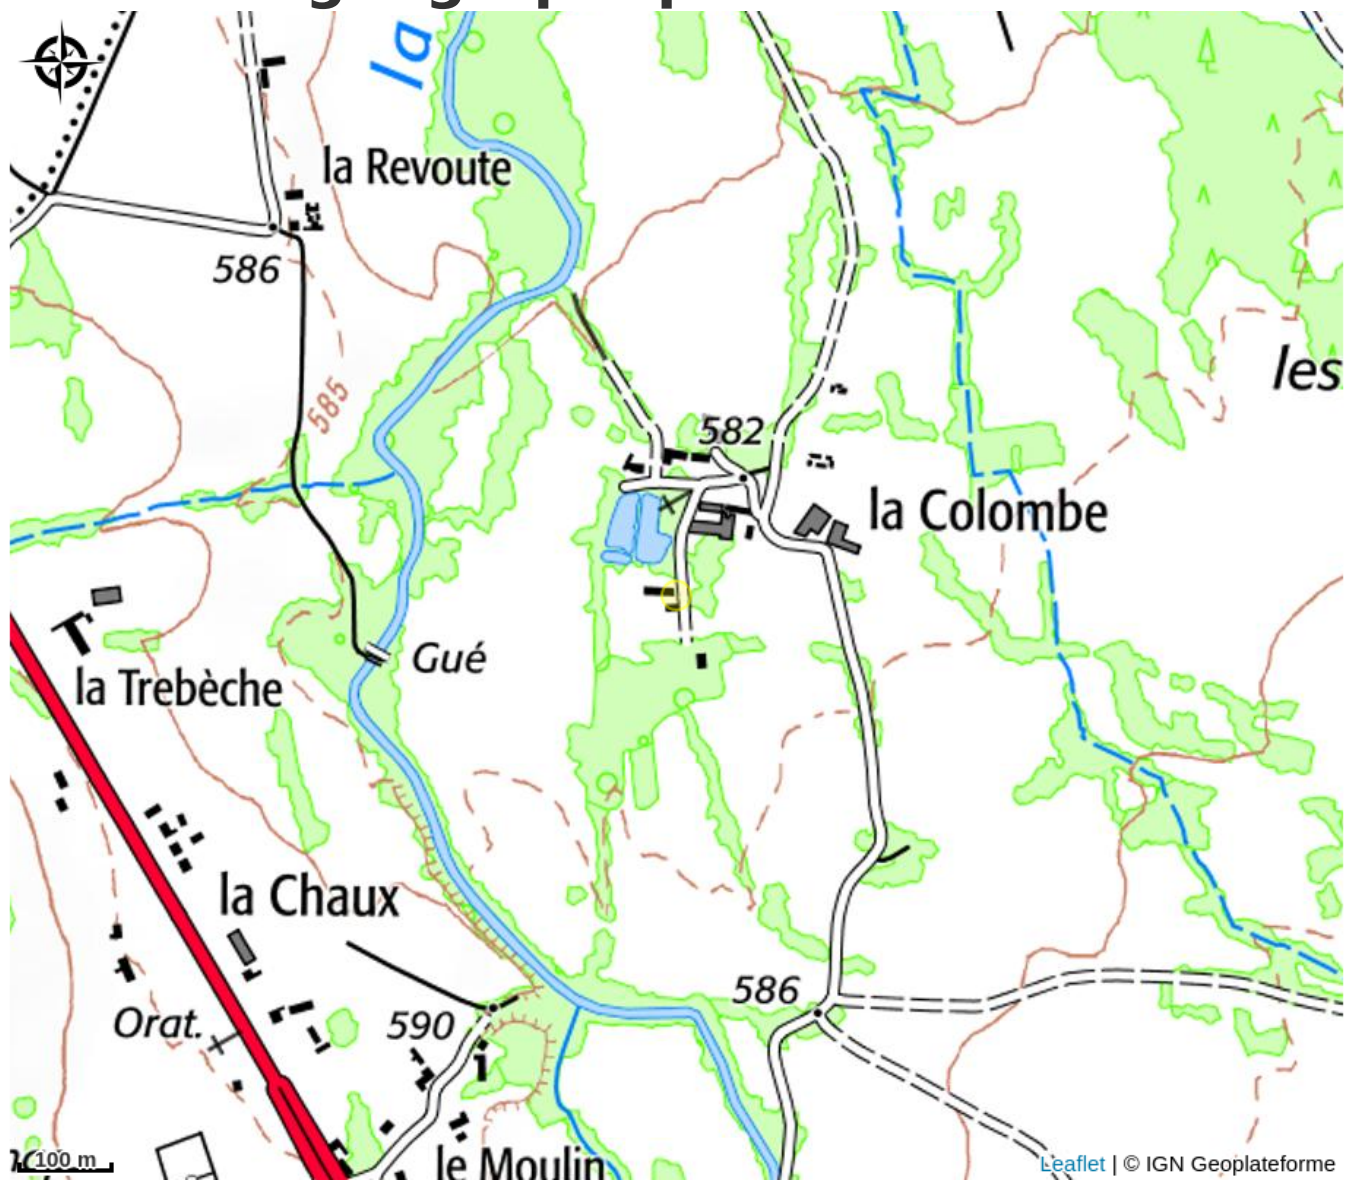 la
la Revoute
586
585
les
582
la Colombe
Gué
la Trebèche
la Chaux
586
Orat.
590
le Moulin
100 m
Leaflet | © IGN Geoplateforme